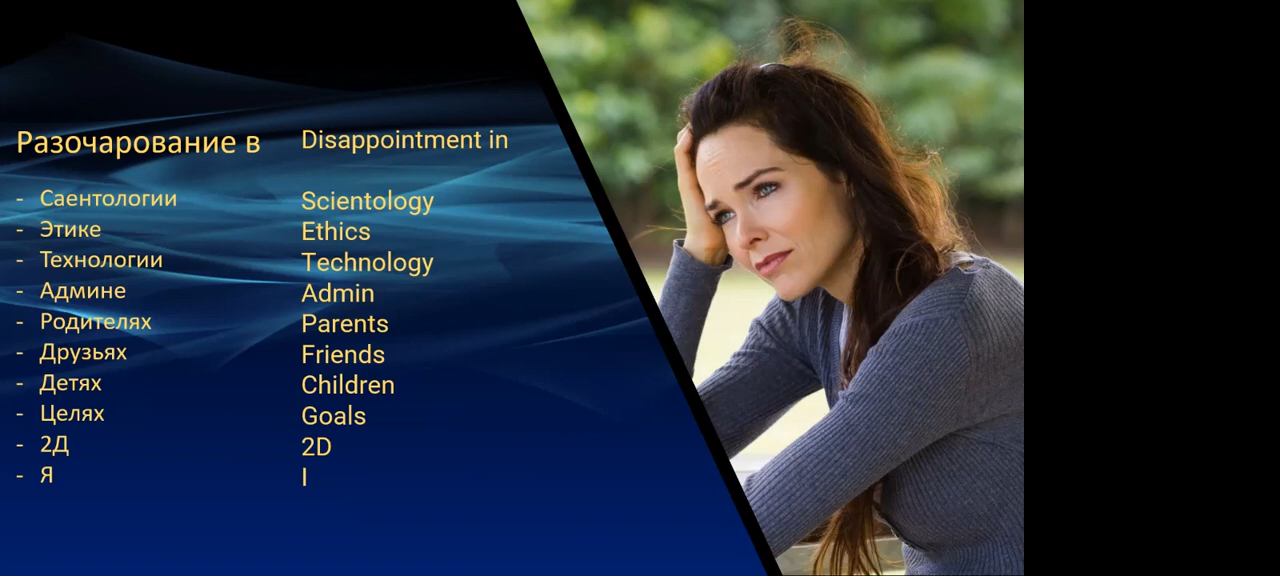 Разочарование в
- Саентологии
- Этике
- Технологии
- Админе
- Родителях
- Друзьях
- Детях
- Целях
- 2Д
- Я
Disappointment in
Scientology
Ethics
Technology
Admin
Parents
Friends
Children
Goals
2D
I